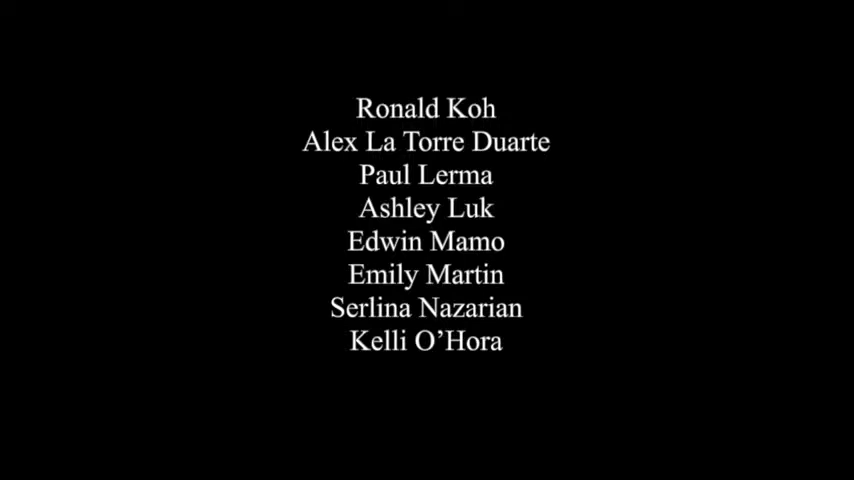 Ronald Koh
Alex La Torre Duarte
Paul Lerma
Ashley Luk
Edwin Mamo
Emily Martin
Serlina Nazarian
Kelli O’Hora